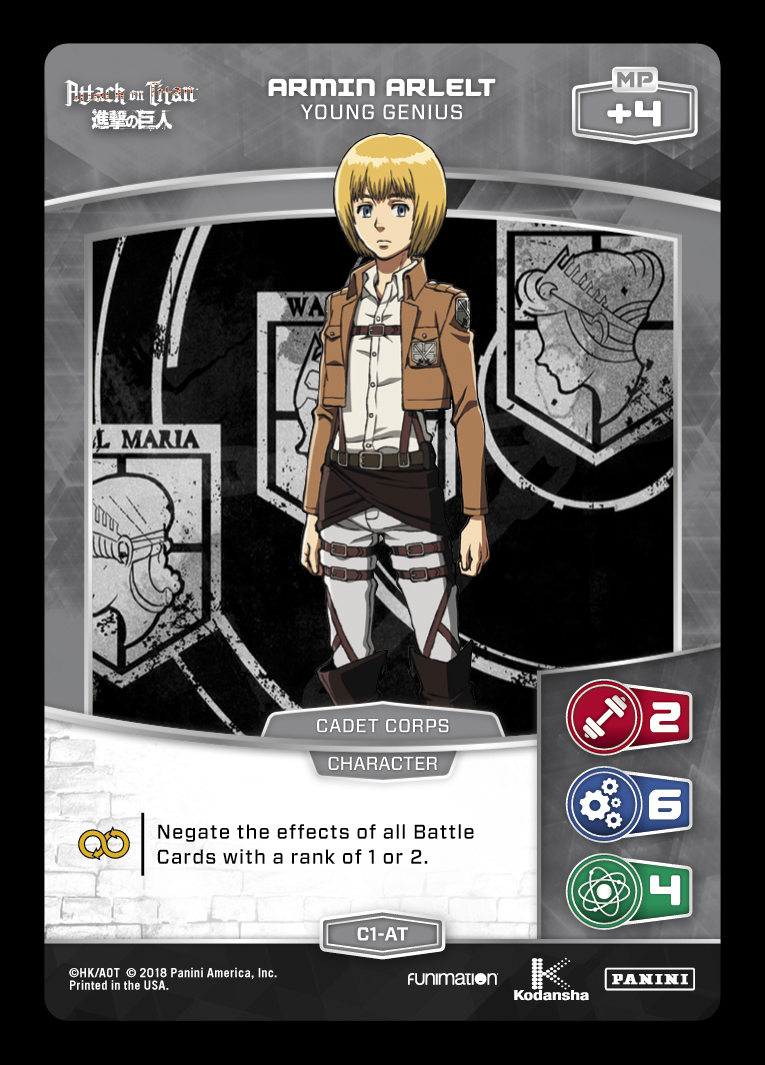 Attack on Titan
進撃の巨人
ARMIN ARLELT
YOUNG GENIUS
MP
+4
WA
L MARIA
CADET CORPS
CHARACTER
2
6
4
Negate the effects of all Battle
Cards with a rank of 1 or 2.
C1-AT
©HK/AOT © 2018 Panini America, Inc.
Printed in the USA.
FUNIMATION
K
Kodansha
PANINI